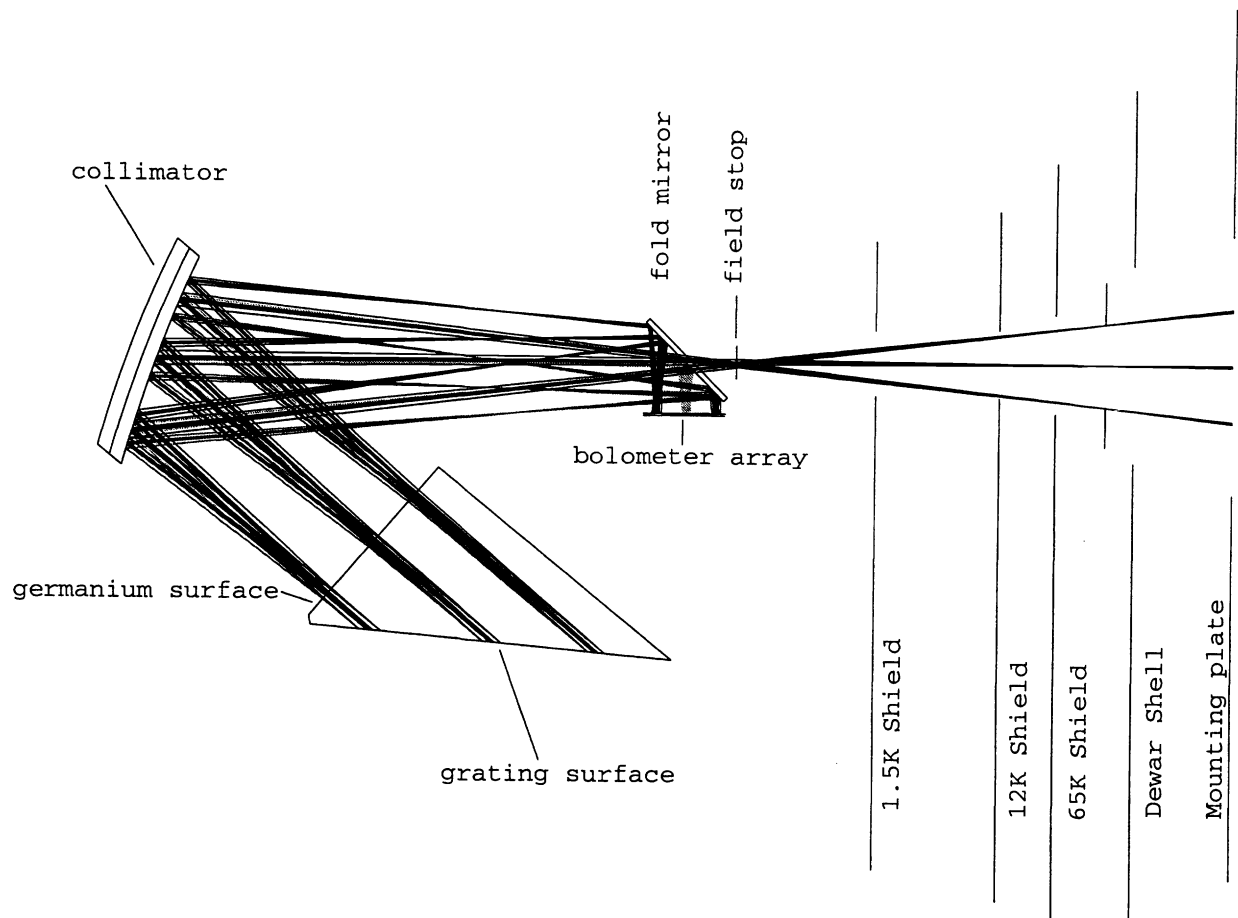 collimator
fold mirror
field stop
bolometer array
germanium surface
grating surface
1.5K Shield
12K Shield
65K Shield
Dewar Shell
Mounting plate